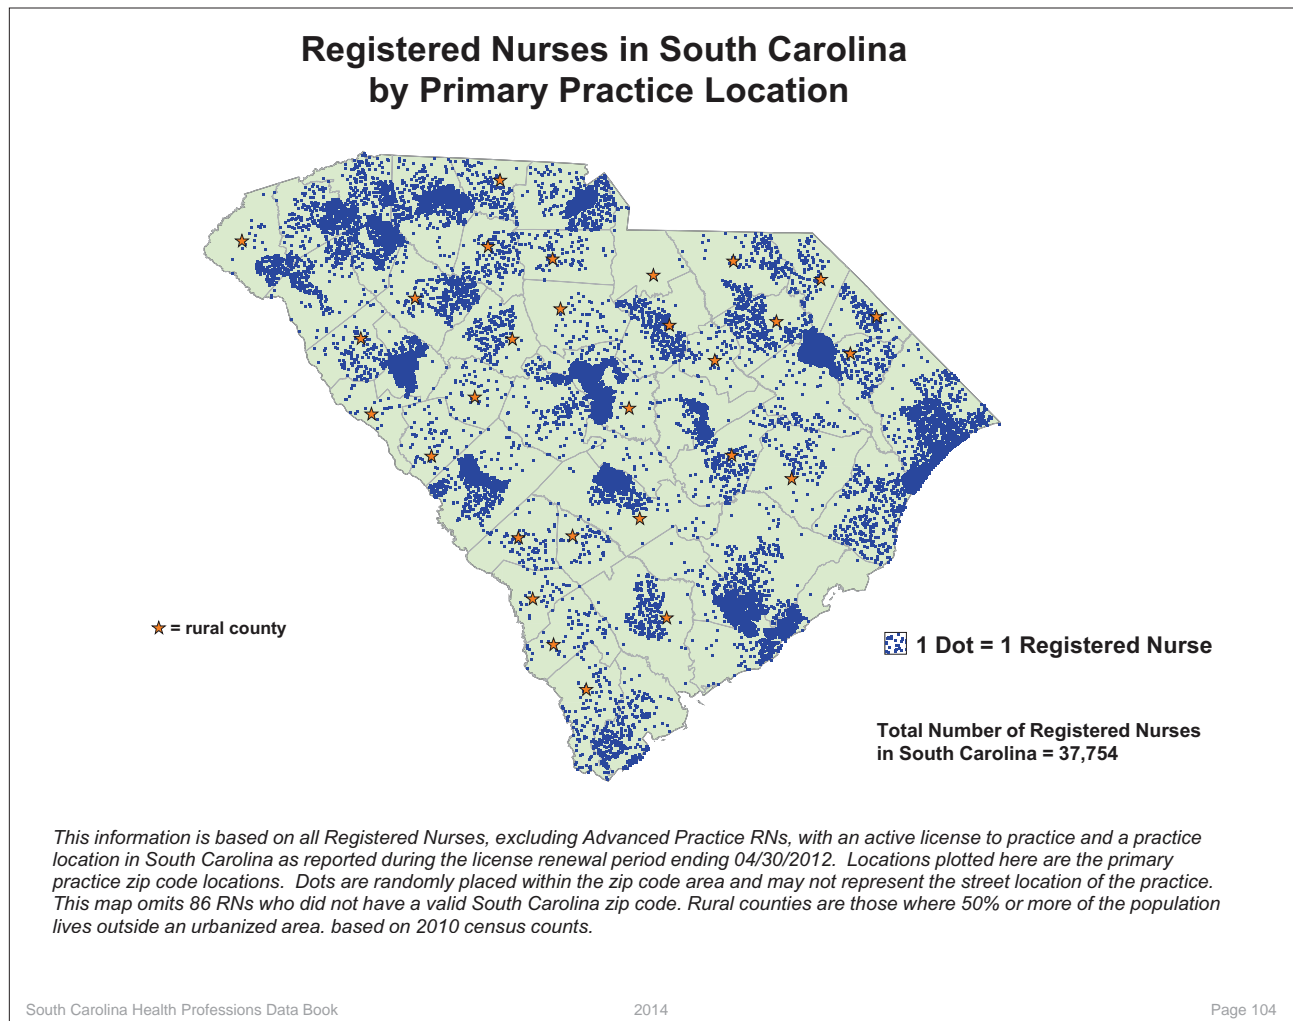 Registered Nurses in South Carolina
by Primary Practice Location
= rural county
1 Dot = 1 Registered Nurse
Total Number of Registered Nurses
in South Carolina = 37,754
This information is based on all Registered Nurses, excluding Advanced Practice RNs, with an active license to practice and a practice
location in South Carolina as reported during the license renewal period ending 04/30/2012.  Locations plotted here are the primary
practice zip code locations.  Dots are randomly placed within the zip code area and may not represent the street location of the practice.
This map omits 86 RNs who did not have a valid South Carolina zip code. Rural counties are those where 50% or more of the population
lives outside an urbanized area. based on 2010 census counts.
South Carolina Health Professions Data Book
2014
Page 104